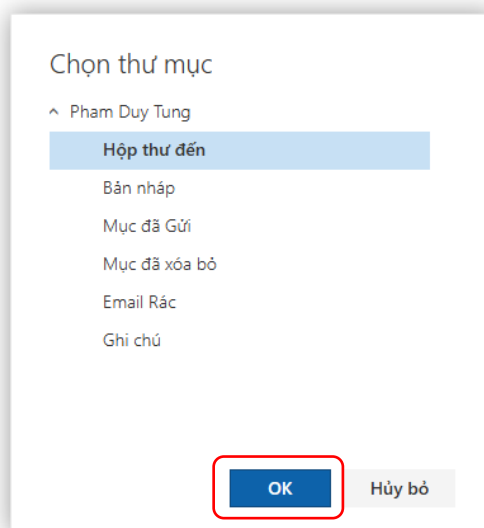 Chọn thư mục
Pham Duy Tung
Hộp thư đến
Bản nháp
Mục đã Gửi
Mục đã xóa bỏ
Email Rác
Ghi chú
OK Hủy bỏ